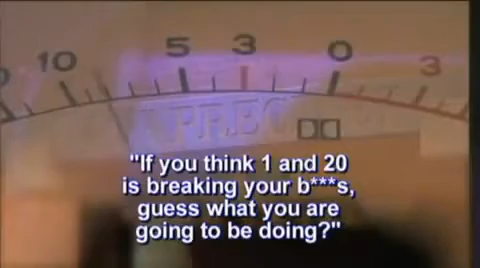 10 5 3 0 3
"If you think 1 and 20
is breaking your b***s,
guess what you are
going to be doing?"